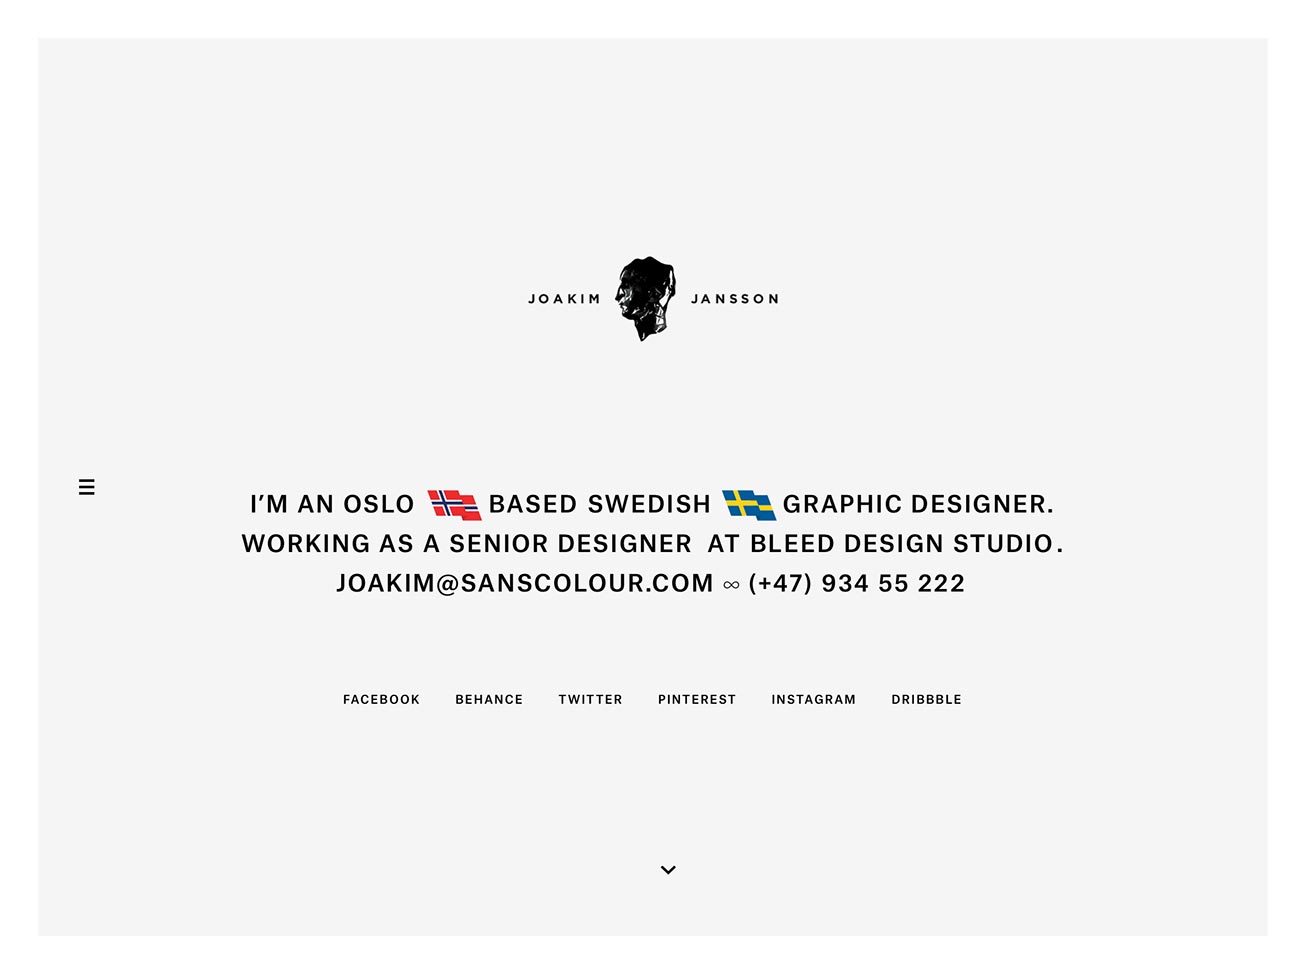 JOAKIM JANSSON
I’M AN OSLO BASED SWEDISH GRAPHIC DESIGNER.
WORKING AS A SENIOR DESIGNER AT BLEED DESIGN STUDIO.
JOAKIM@SANSCOLOUR.COM ∞ (+47) 934 55 222
FACEBOOK BEHANCE TWITTER PINTEREST INSTAGRAM DRIBBBLE